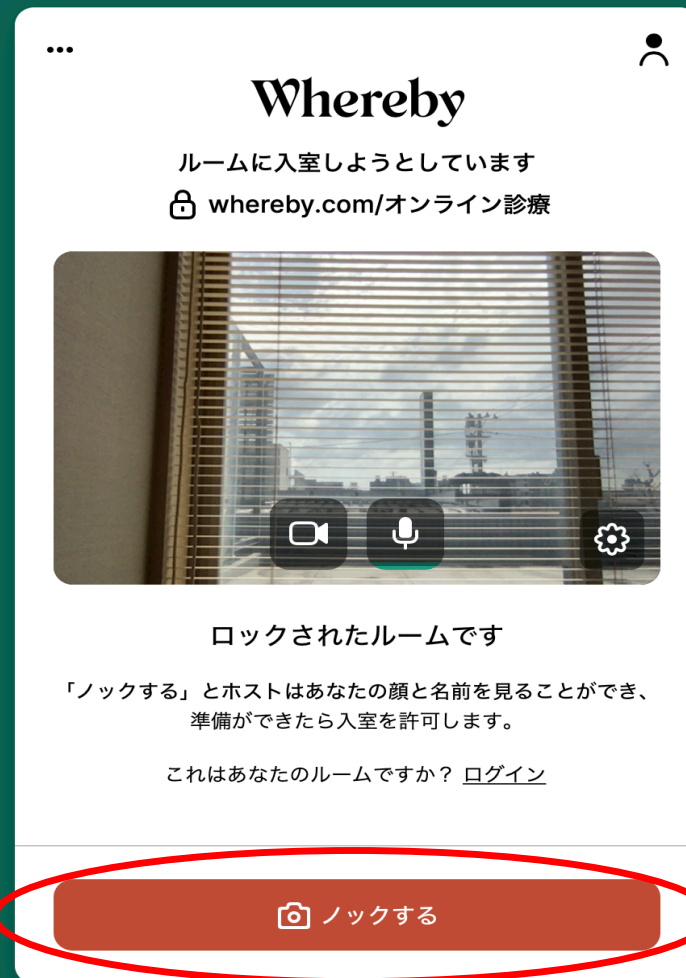 Whereby
ルームに入室しようとしています
whereby.com/オンライン診療
ロックされたルームです
「ノックする」とホストはあなたの顔と名前を見ることができ、
準備ができたら入室を許可します。
これはあなたのルームですか？ ログイン
ノックする